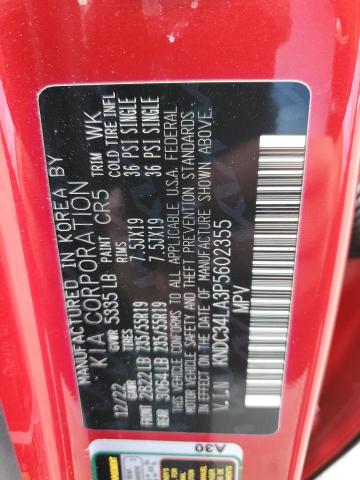 MANUFACTURED IN KOREA BY
KIA CORPORATION
12/22 GVWR 5335 LB PAINT CR5 TRIM WK
GAWR TIRE RIMS COLD TIRE INFL
FRONT 2822 LB 235/55R19 7.5JX19 36 PSI SINGLE
REAR 3064 LB 235/55R19 7.5JX19 36 PSI SINGLE
THIS VEHICLE CONFORMS TO ALL APPLICABLE U.S.A. FEDERAL
MOTOR VEHICLE SAFETY, BUMPER, AND THEFT PREVENTION STANDARDS
IN EFFECT ON THE DATE OF MANUFACTURE SHOWN ABOVE.
V.I.N KNDC34LA3P5602355
MPV
A30